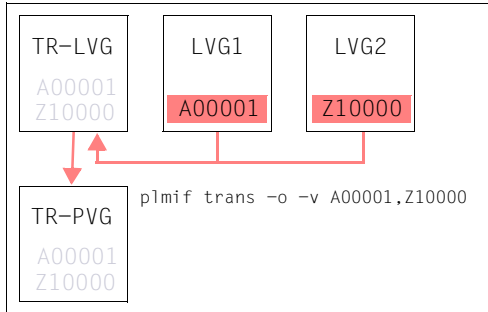 TR-LVG
A00001
Z10000
LVG1
A00001
LVG2
Z10000
plmif trans -o -v A00001,Z10000
TR-PVG
A00001
Z10000